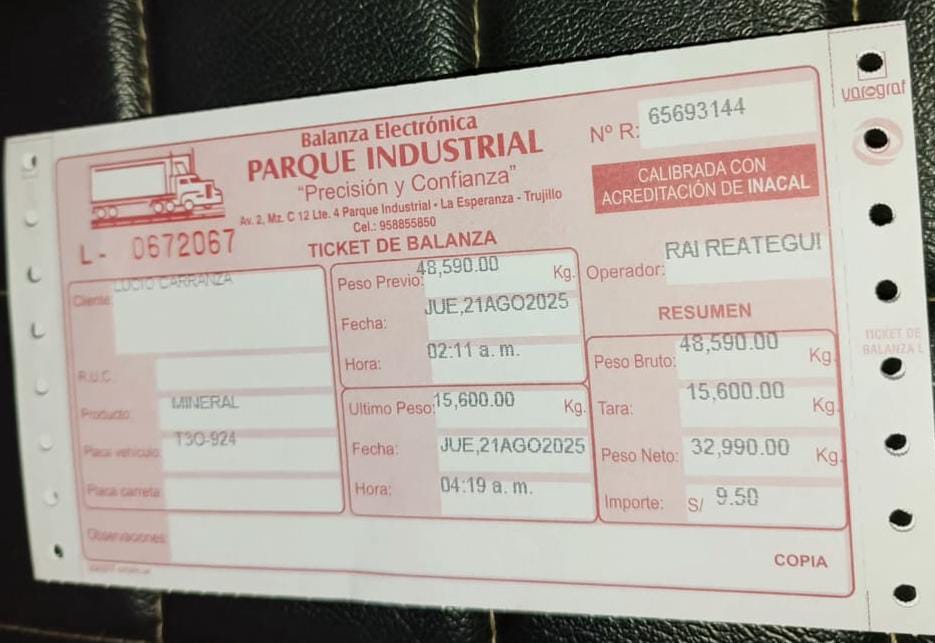 Balanza Electrónica
PARQUE INDUSTRIAL
"Precisión y Confianza"
Av. 2, Mz. C 12 Lte. 4 Parque Industrial • La Esperanza - Trujillo
Cel.: 958855850
Nº R: 65693144
CALIBRADA CON
ACREDITACIÓN DE INACAL
L- 0672067
TICKET DE BALANZA
Operador: RAI REATEGUI
Cliente: LUCIO CARRANZA
R.U.C.
Producto: MINERAL
Placa vehículo: T3O-924
Placa carreta:
Peso Previo: 48,590.00 Kg.
Fecha: JUE,21AGO2025
Hora: 02:11 a. m.
Ultimo Peso: 15,600.00 Kg.
Fecha: JUE,21AGO2025
Hora: 04:19 a. m.
RESUMEN
Peso Bruto: 48,590.00 Kg.
Tara: 15,600.00 Kg.
Peso Neto: 32,990.00 Kg.
Importe: S/ 9.50
Observaciones:
COPIA
varograf
TICKET DE
BALANZA L